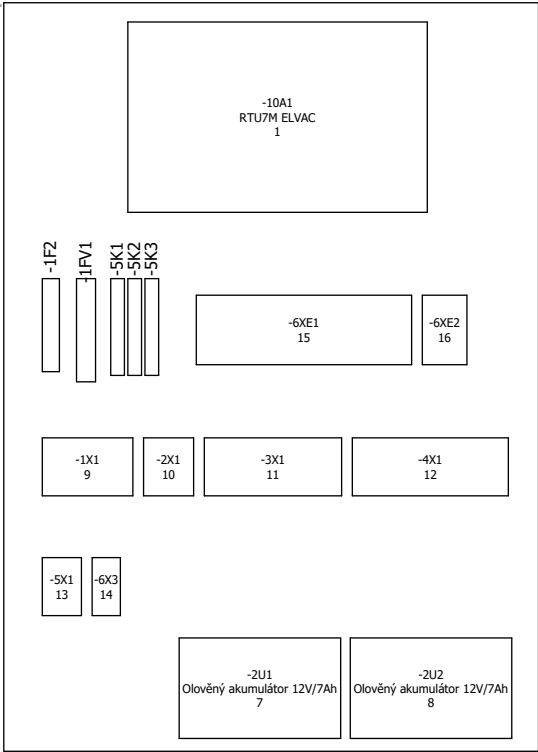 -10A1
RTU7M ELVAC
1
-1F2
-1FV1
-5K1
-5K2
-5K3
-6XE1
15
-6XE2
16
-1X1
9
-2X1
10
-3X1
11
-4X1
12
-5X1
13
-6X3
14
-2U1
Olověný akumulátor 12V/7Ah
7
-2U2
Olověný akumulátor 12V/7Ah
8